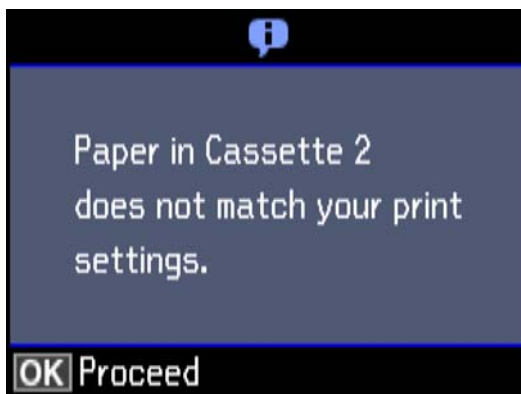 Paper in Cassette 2
does not match your print
settings.
OK Proceed